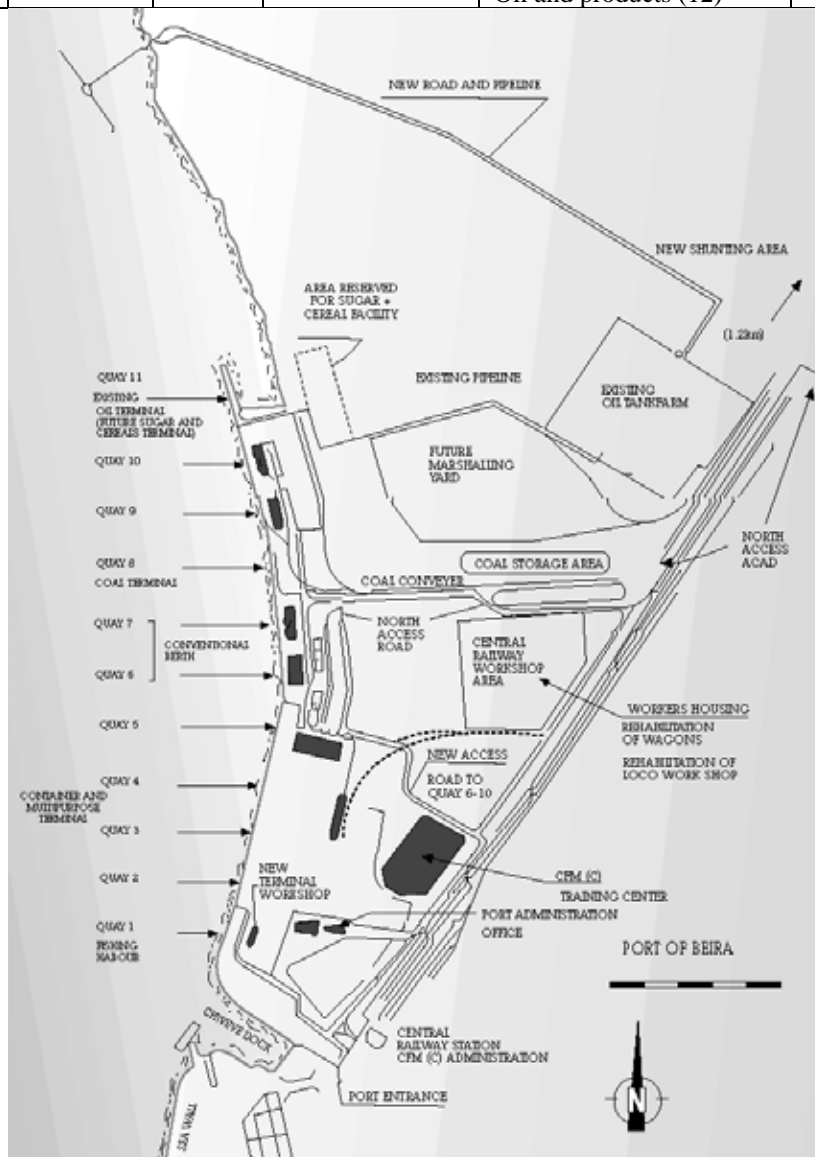 Oil and products (12)
NEW ROAD AND PIPELINE
NEW SHUNTING AREA
(1.2km)
AREA RESERVED
FOR SUGAR +
CEREAL FACILITY
EXISTING PIPELINE
EXISTING
OIL TANKFARM
QUAY 11
EXISTING
OIL TERMINAL
(FUTURE SUGAR AND
CEREALS TERMINAL)
FUTURE
MARSHALLING
YARD
QUAY 10
QUAY 9
NORTH
ACCESS
ACAD
QUAY 8
COAL TERMINAL
COAL STORAGE AREA
COAL CONVEYER
QUAY 7
CONVENTIONAL
BERTH
QUAY 6
NORTH
ACCESS
ROAD
CENTRAL
RAILWAY
WORKSHOP
AREA
WORKERS HOUSING
REHABILITATION
OF WAGONS
REHABILITATION OF
LOCO WORK SHOP
QUAY 5
NEW ACCESS
ROAD TO
QUAY 6-10
QUAY 4
CONTAINER AND
MULTIPURPOSE
TERMINAL
QUAY 3
QUAY 2
NEW
TERMINAL
WORKSHOP
CFM (C)
TRAINING CENTER
PORT ADMINISTRATION
OFFICE
QUAY 1
FISHING
HABOUR
PORT OF BEIRA
CHIVEVE DOCK
CENTRAL
RAILWAY STATION
CFM (C) ADMINISTRATION
PORT ENTRANCE
SEA WALL
N